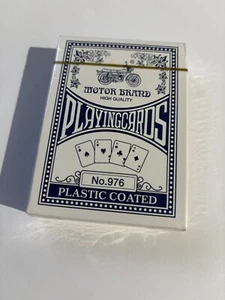 MOTOR BRAND
HIGH QUALITY
PLAYINGCARDS
No.976
PLASTIC COATED